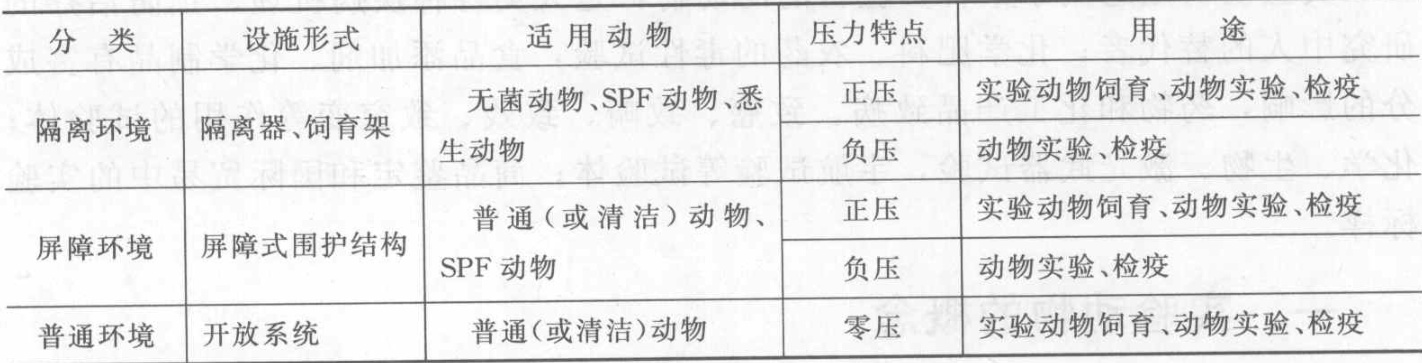 分 类 设施形式 适用动物 压力特点 用 途
隔离环境 隔离器、饲育架 无菌动物、SPF 动物、悉生动物 正压 实验动物饲育、动物实验、检疫
负压 动物实验、检疫
屏障环境 屏障式围护结构 普通(或清洁)动物、SPF 动物 正压 实验动物饲育、动物实验、检疫
负压 动物实验、检疫
普通环境 开放系统 普通(或清洁)动物 零压 实验动物饲育、动物实验、检疫